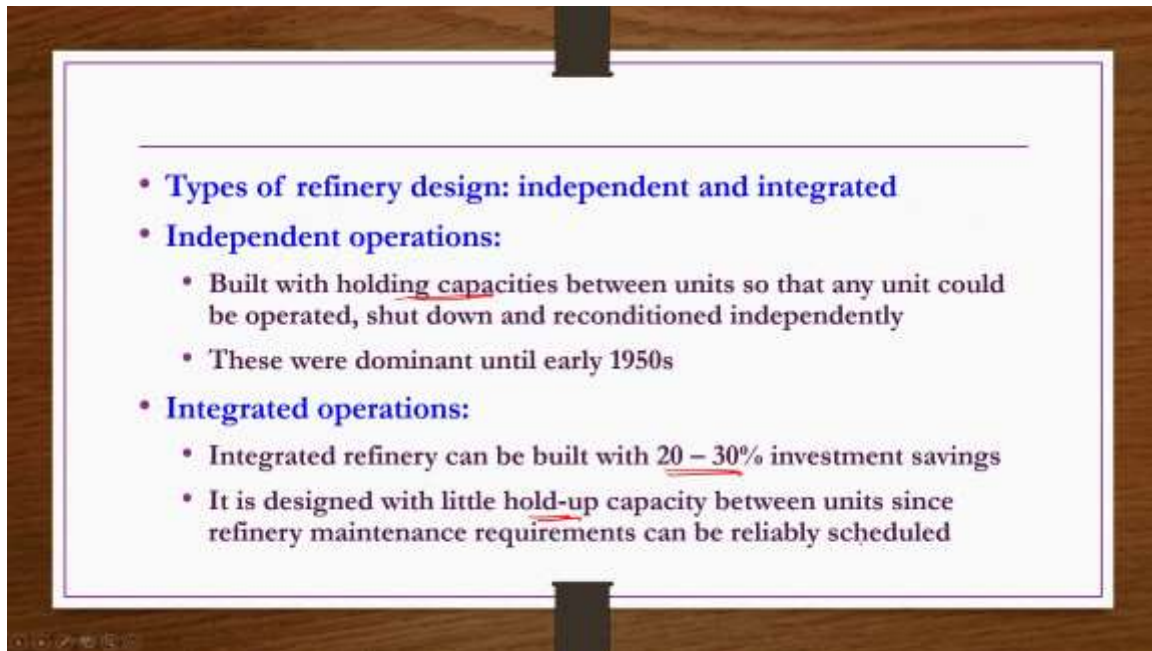 • Types of refinery design: independent and integrated
• Independent operations:
• Built with holding capacities between units so that any unit could
be operated, shut down and reconditioned independently
• These were dominant until early 1950s
• Integrated operations:
• Integrated refinery can be built with 20 – 30% investment savings
• It is designed with little hold-up capacity between units since
refinery maintenance requirements can be reliably scheduled